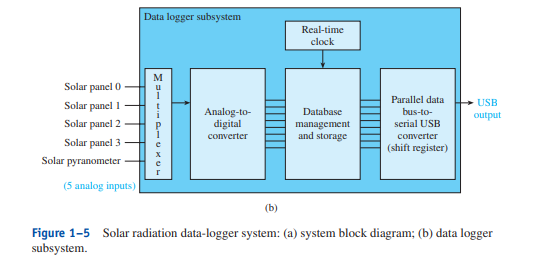 Data logger subsystem
Real-time
clock
Solar panel 0
Solar panel 1
Solar panel 2
Solar panel 3
Solar pyranometer
(5 analog inputs)
Multiplexer
Analog-to-
digital
converter
Database
management
and storage
Parallel data
bus-to-
serial USB
converter
(shift register)
USB
output
(b)
Figure 1–5 Solar radiation data-logger system: (a) system block diagram; (b) data logger
subsystem.